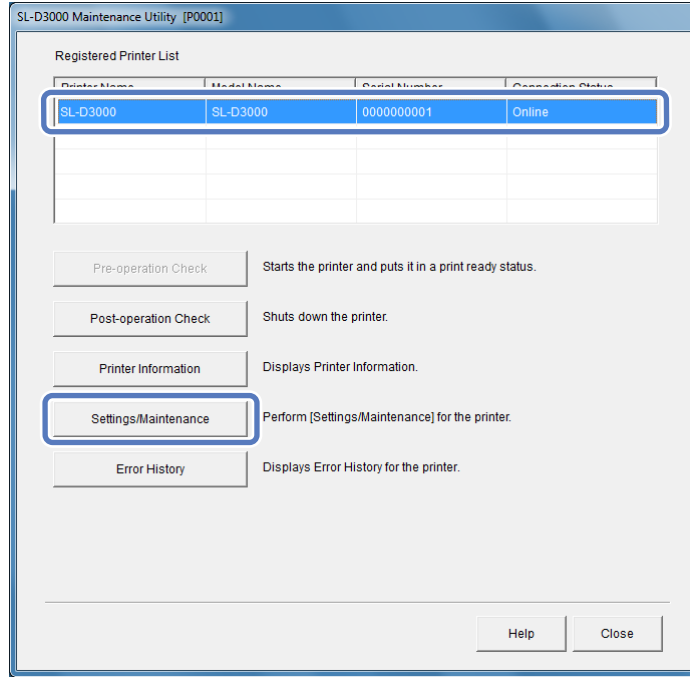 SL-D3000 Maintenance Utility [P0001]
Registered Printer List
Printer Name Model Name Serial Number Connection Status
SL-D3000 SL-D3000 0000000001 Online
Pre-operation Check Starts the printer and puts it in a print ready status.
Post-operation Check Shuts down the printer.
Printer Information Displays Printer Information.
Settings/Maintenance Perform [Settings/Maintenance] for the printer.
Error History Displays Error History for the printer.
Help Close